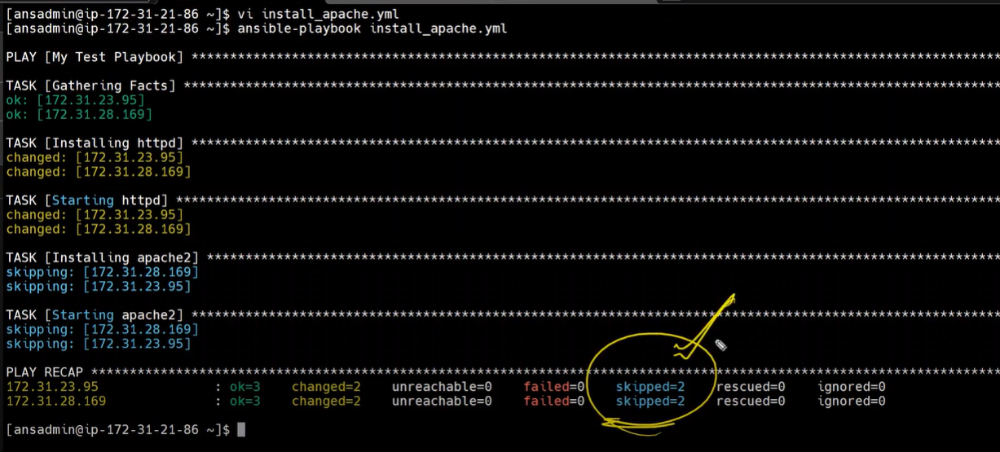 [ansadmin@ip-172-31-21-86 ~]$ vi install_apache.yml
[ansadmin@ip-172-31-21-86 ~]$ ansible-playbook install_apache.yml
PLAY [My Test Playbook] ******************************************************************************************************
TASK [Gathering Facts] *******************************************************************************************************
ok: [172.31.23.95]
ok: [172.31.28.169]
TASK [Installing httpd] ******************************************************************************************************
changed: [172.31.23.95]
changed: [172.31.28.169]
TASK [Starting httpd] ********************************************************************************************************
changed: [172.31.23.95]
changed: [172.31.28.169]
TASK [Installing apache2] ****************************************************************************************************
skipping: [172.31.28.169]
skipping: [172.31.23.95]
TASK [Starting apache2] ******************************************************************************************************
skipping: [172.31.28.169]
skipping: [172.31.23.95]
PLAY RECAP *******************************************************************************************************************
172.31.23.95 : ok=3 changed=2 unreachable=0 failed=0 skipped=2 rescued=0 ignored=0
172.31.28.169 : ok=3 changed=2 unreachable=0 failed=0 skipped=2 rescued=0 ignored=0
[ansadmin@ip-172-31-21-86 ~]$